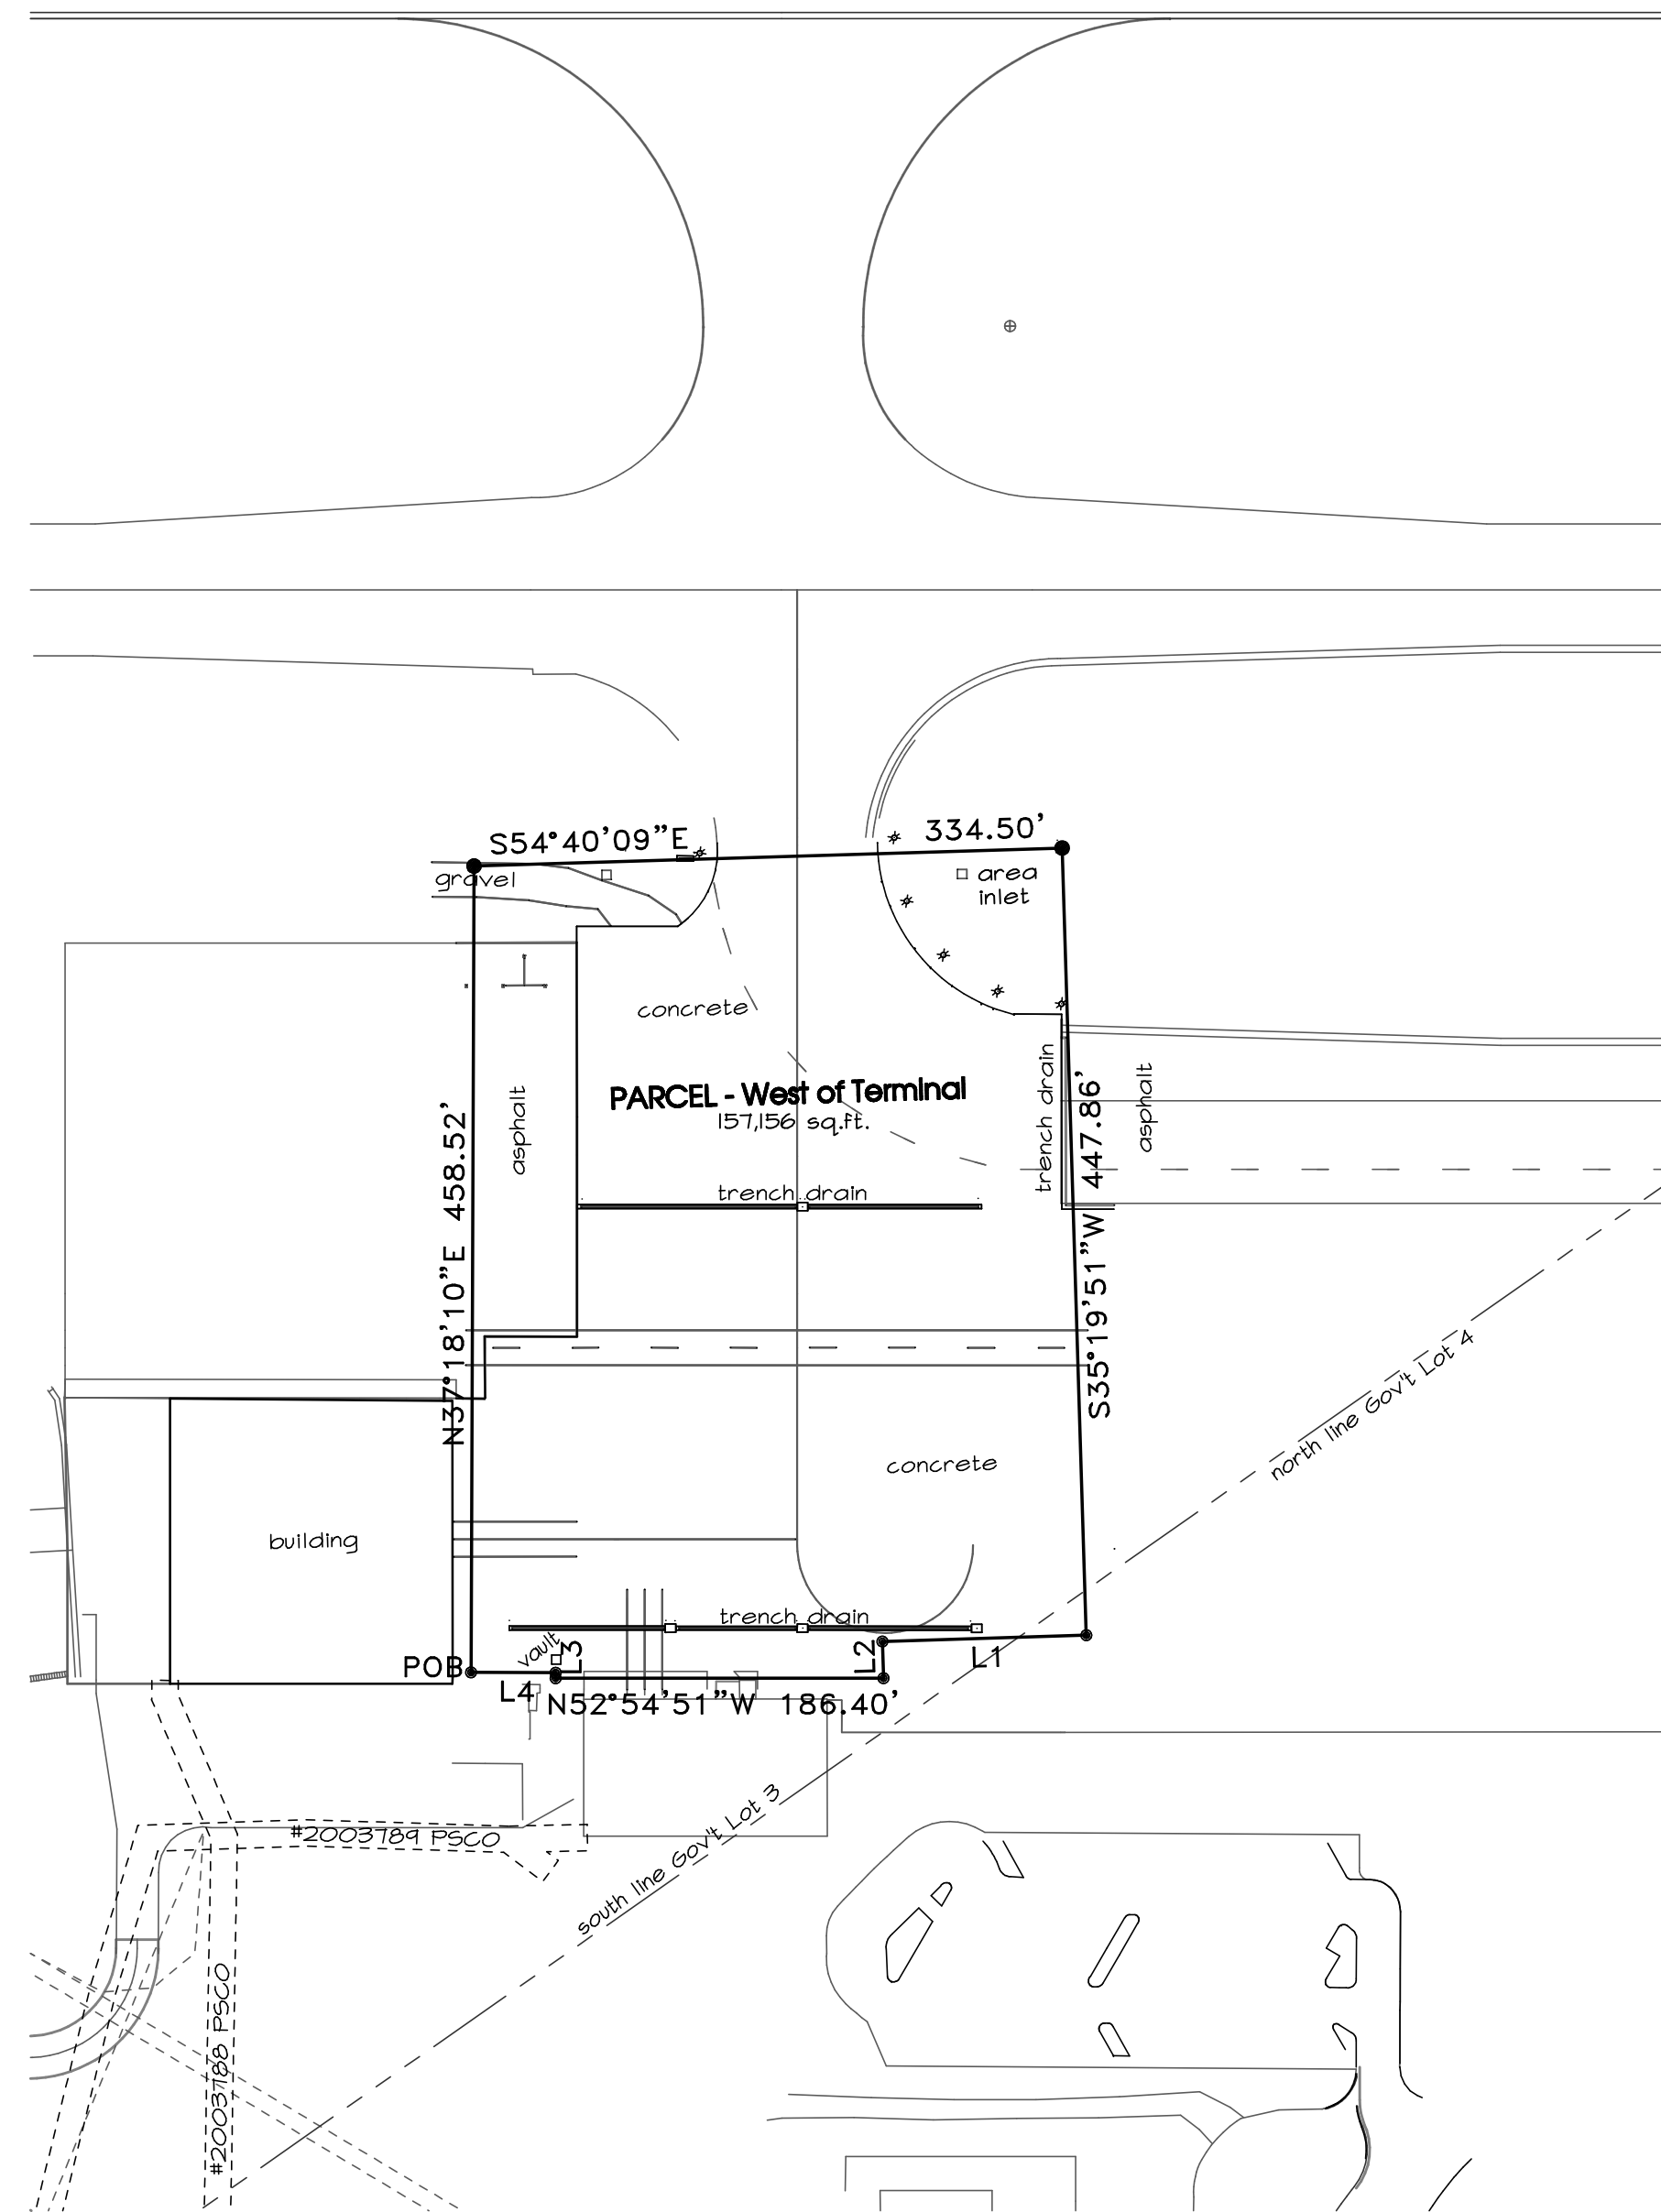 S54°40'09"E
334.50'
gravel
area
inlet
concrete
trench drain
asphalt
asphalt
PARCEL - West of Terminal
157,156 sq.ft.
trench drain
N37°18'10"E 458.52'
S35°19'51"W 447.86'
north line Gov't Lot 4
concrete
building
trench drain
vault
L3
L2
L1
POB
L4
N52°54'51"W 186.40'
south line Gov't Lot 3
#2003789 PSCO
#2003788 PSCO